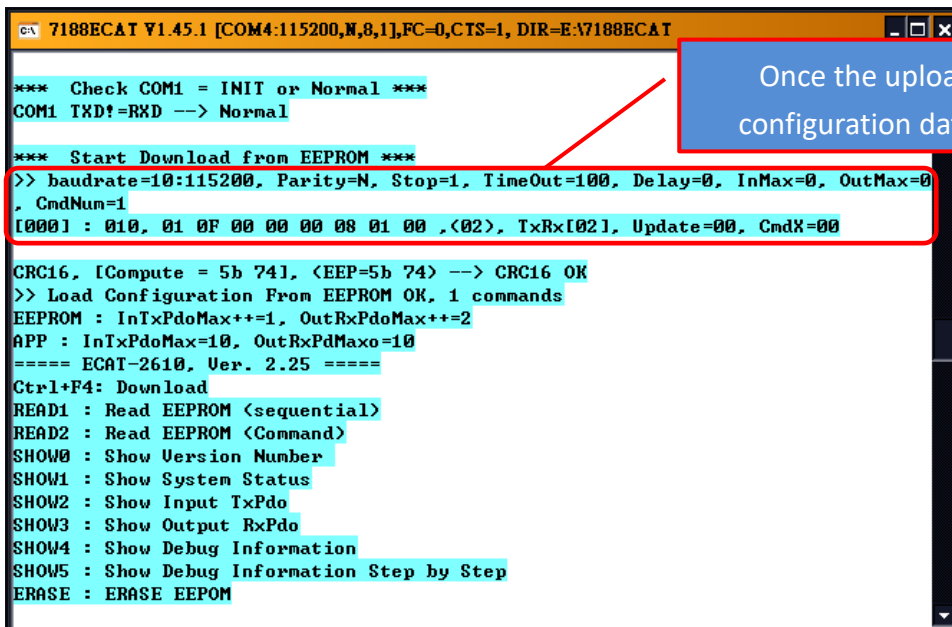 7188ECAT V1.45.1 [COM4:115200,N,8,1],FC=0,CTS=1, DIR=E:\7188ECAT
Once the uploa
configuration dat
*** Check COM1 = INIT or Normal ***
COM1 TXD!=RXD --> Normal
*** Start Download from EEPROM ***
>> baudrate=10:115200, Parity=N, Stop=1, TimeOut=100, Delay=0, InMax=0, OutMax=0
, CmdNum=1
[000] : 010, 01 0F 00 00 00 08 01 00 ,(02), TxRx[02], Update=00, CmdX=00
CRC16, [Compute = 5b 74], (EEP=5b 74) --> CRC16 OK
>> Load Configuration From EEPROM OK, 1 commands
EEPROM : InTxPdoMax++=1, OutRxPdoMax++=2
APP : InTxPdoMax=10, OutRxPdMaxo=10
===== ECAT-2610, Ver. 2.25 =====
Ctrl+F4: Download
READ1 : Read EEPROM (sequential)
READ2 : Read EEPROM (Command)
SHOW0 : Show Version Number
SHOW1 : Show System Status
SHOW2 : Show Input TxPdo
SHOW3 : Show Output RxPdo
SHOW4 : Show Debug Information
SHOW5 : Show Debug Information Step by Step
ERASE : ERASE EEPOM